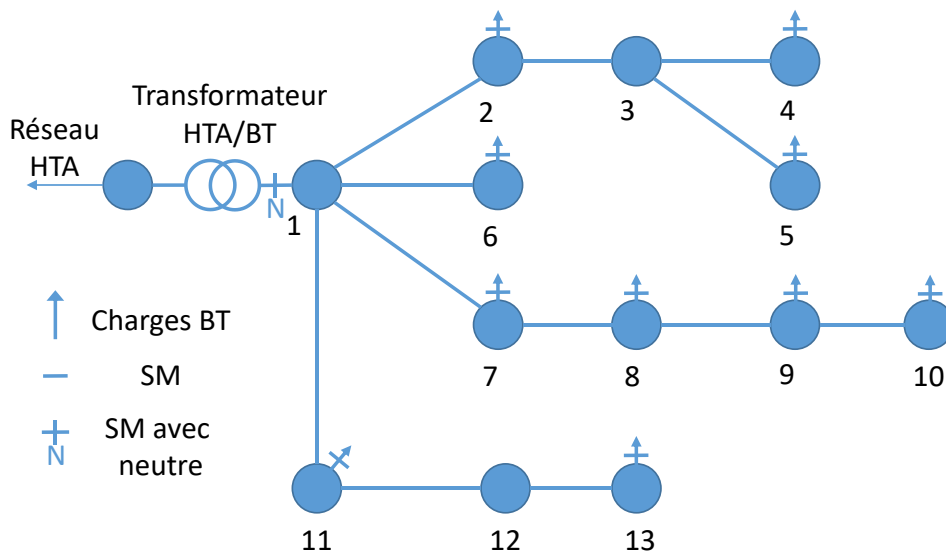 Transformateur
HTA/BT
Réseau
HTA
N
1
2
3
4
5
6
7
8
9
10
11
12
13
Charges BT
SM
SM avec
neutre
N